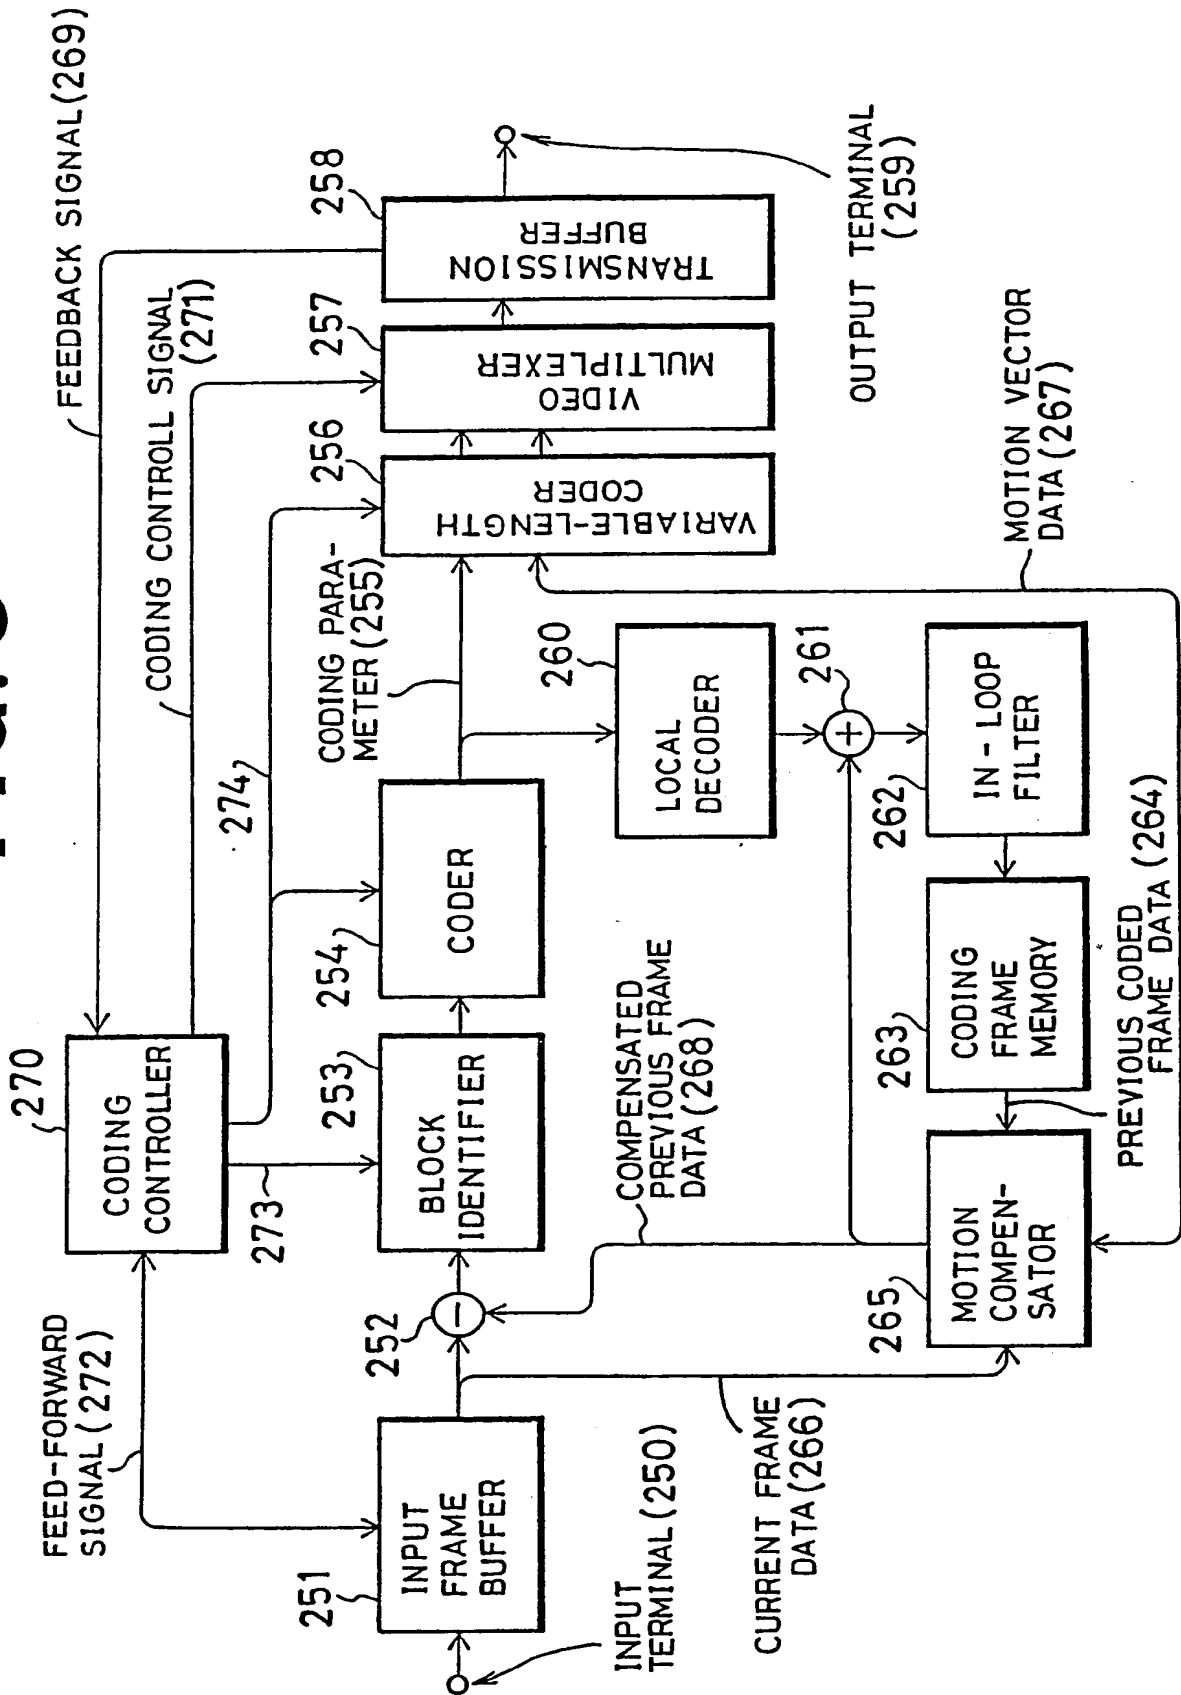 FEED-FORWARD
SIGNAL(272)
270
CODING
CONTROLLER
FEEDBACK SIGNAL(269)
CODING CONTROLL SIGNAL
(271)
273
274
INPUT
TERMINAL(250)
251
INPUT
FRAME
BUFFER
252
−
253
BLOCK
IDENTIFIER
254
CODER
CODING PARA-
METER(255)
256
VARIABLE-LENGTH
CODER
257
VIDEO
MULTIPLEXER
258
TRANSMISSION
BUFFER
OUTPUT TERMINAL
(259)
CURRENT FRAME
DATA(266)
COMPENSATED
PREVIOUS FRAME
DATA(268)
260
LOCAL
DECODER
261
+
262
IN-LOOP
FILTER
263
CODING
FRAME
MEMORY
265
MOTION
COMPEN-
SATOR
PREVIOUS CODED
FRAME DATA(264)
MOTION VECTOR
DATA(267)